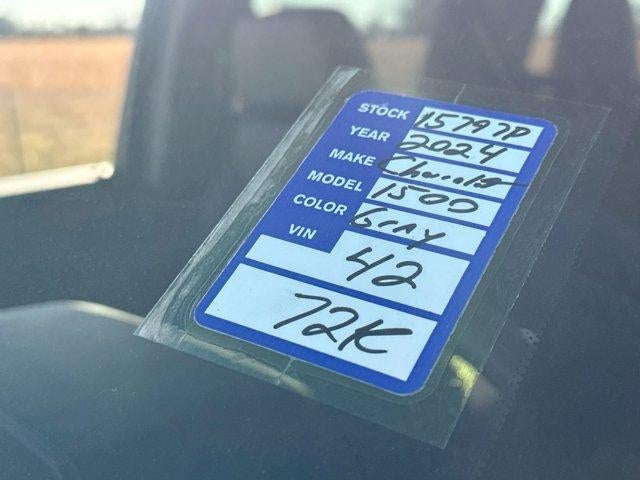 STOCK 15797P
YEAR 2024
MAKE Chevrolet
MODEL 1500
COLOR Gray
VIN 42
72K